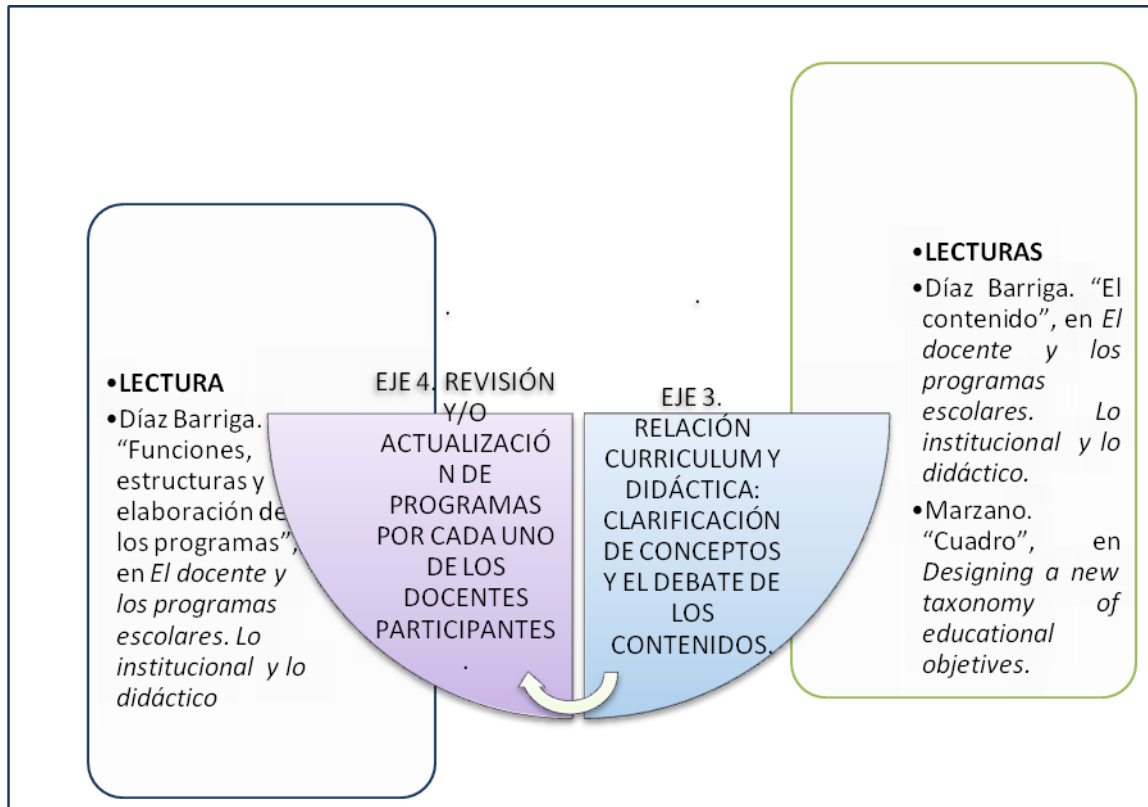 •LECTURA
•Díaz Barriga.
“Funciones,
estructuras y
elaboración de
los programas”,
en El docente y
los programas
escolares. Lo
institucional y lo
didáctico
EJE 4. REVISIÓN
Y/O
ACTUALIZACIÓ
N DE
PROGRAMAS
POR CADA UNO
DE LOS
DOCENTES
PARTICIPANTES
.
EJE 3.
RELACIÓN
CURRICULUM Y
DIDÁCTICA:
CLARIFICACIÓN
DE CONCEPTOS
Y EL DEBATE DE
LOS
CONTENIDOS.
•LECTURAS
•Díaz Barriga. “El
contenido”, en El
docente y los
programas
escolares. Lo
institucional y lo
didáctico.
•Marzano.
“Cuadro”, en
Designing a new
taxonomy of
educational
objetives.